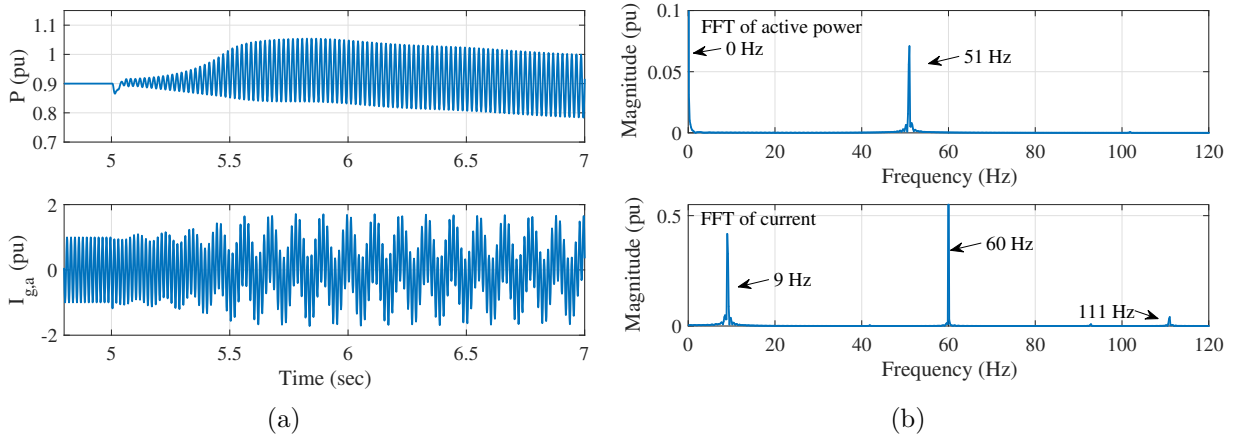 P (pu)
1.1
1
0.9
0.8
0.7
5
5.5
6
6.5
7
I_{g,a} (pu)
2
0
-2
5
5.5
6
6.5
7
Time (sec)
(a)
Magnitude (pu)
0.1
0.05
0
FFT of active power
0 Hz
51 Hz
0
20
40
60
80
100
120
Frequency (Hz)
Magnitude (pu)
0.5
0
FFT of current
9 Hz
60 Hz
111 Hz
0
20
40
60
80
100
120
Frequency (Hz)
(b)